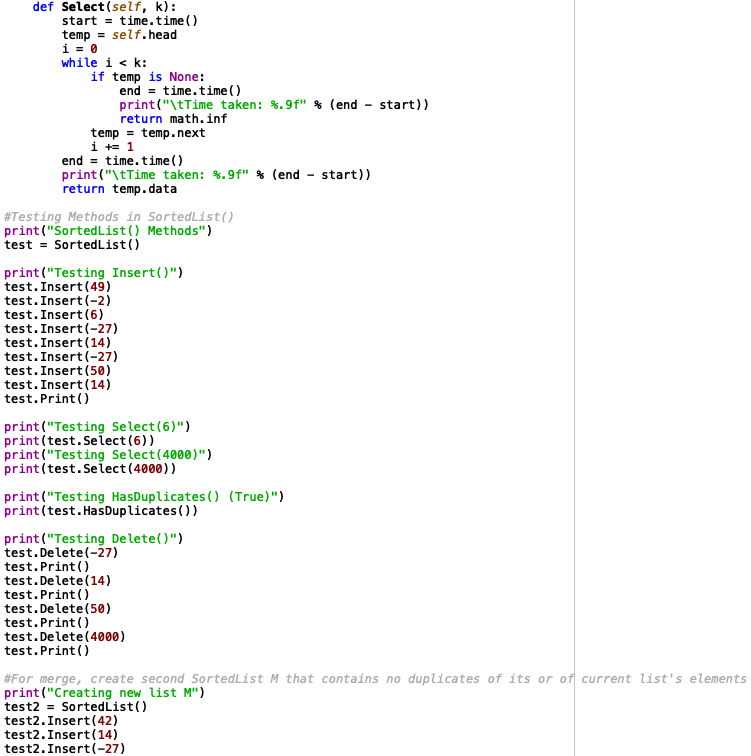 def Select(self, k):
start = time.time()
temp = self.head
i = 0
while i < k:
if temp is None:
end = time.time()
print("\tTime taken: %.9f" % (end - start))
return math.inf
temp = temp.next
i += 1
end = time.time()
print("\tTime taken: %.9f" % (end - start))
return temp.data
#Testing Methods in SortedList()
print("SortedList() Methods")
test = SortedList()
print("Testing Insert()")
test.Insert(49)
test.Insert(-2)
test.Insert(6)
test.Insert(-27)
test.Insert(14)
test.Insert(-27)
test.Insert(50)
test.Insert(14)
test.Print()
print("Testing Select(6)")
print(test.Select(6))
print("Testing Select(4000)")
print(test.Select(4000))
print("Testing HasDuplicates() (True)")
print(test.HasDuplicates())
print("Testing Delete()")
test.Delete(-27)
test.Print()
test.Delete(14)
test.Print()
test.Delete(50)
test.Print()
test.Delete(4000)
test.Print()
#For merge, create second SortedList M that contains no duplicates of its or of current list's elements
print("Creating new list M")
test2 = SortedList()
test2.Insert(42)
test2.Insert(14)
test2.Insert(-27)